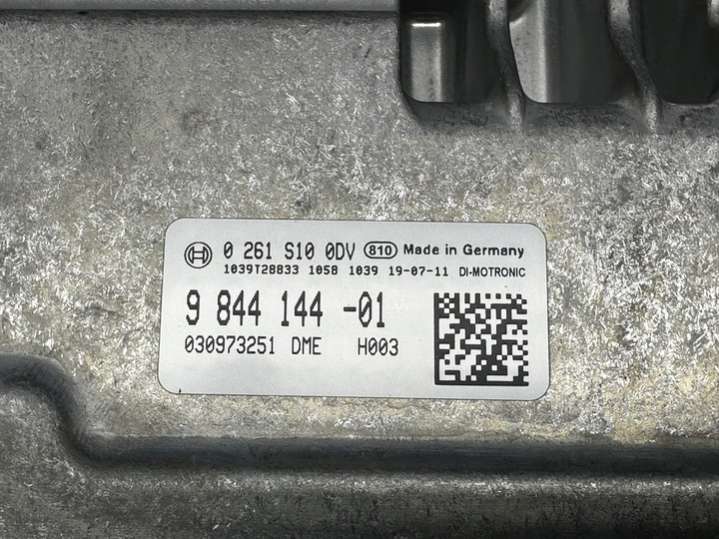 0 261 S10 0DV 810 Made in Germany
1039T28833 1058 1039 19-07-11 DI-MOTRONIC
9 844 144 -01
030973251 DME H003